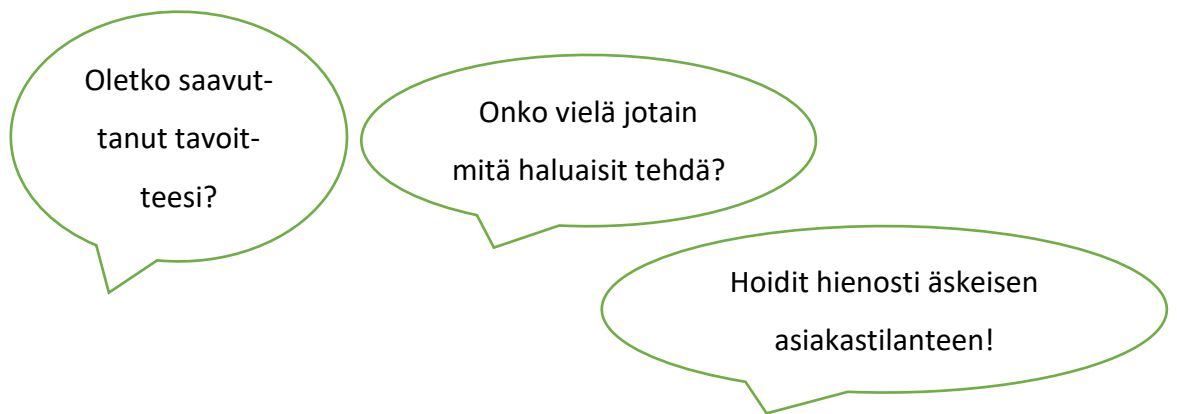 Oletko saavut-
tanut tavoit-
teesi?
Onko vielä jotain
mitä haluaisit tehdä?
Hoidit hienosti äskeisen
asiakastilanteen!